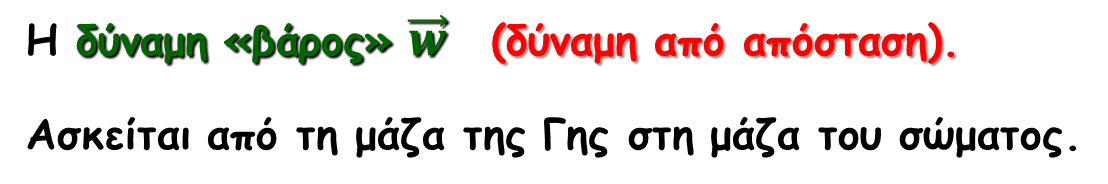 Η δύναμη «βάρος» w⃗ (δύναμη από απόσταση).
Ασκείται από τη μάζα της Γης στη μάζα του σώματος.